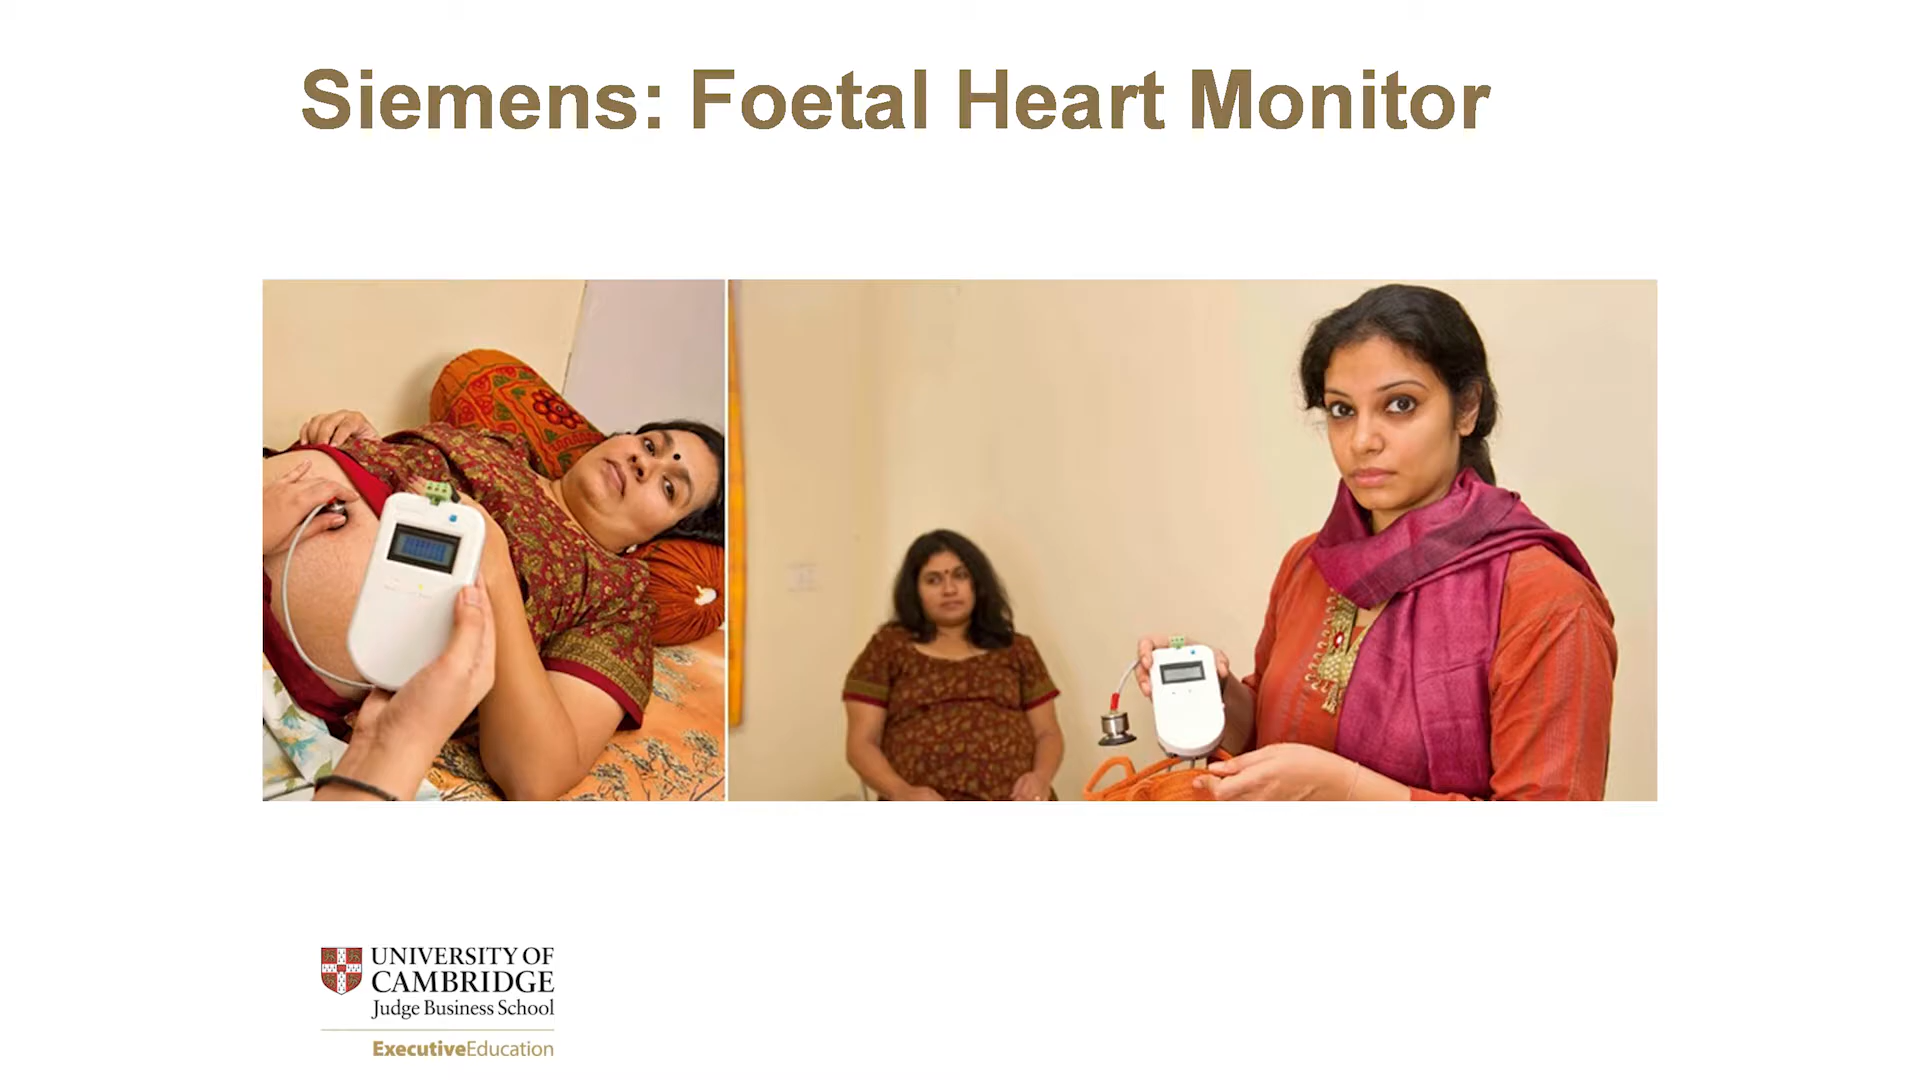 Siemens: Foetal Heart Monitor
UNIVERSITY OF
CAMBRIDGE
Judge Business School
ExecutiveEducation